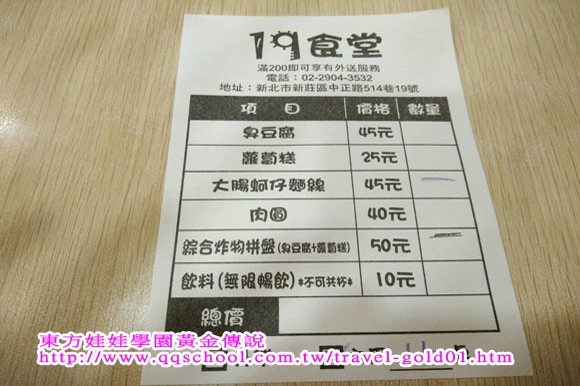 19食堂
滿200即可享有外送服務
電話：02-2904-3532
地址：新北市新莊區中正路514巷19號
項目 價格 數量
臭豆腐 45元
蘿蔔糕 25元
大腸蚵仔麵線 45元
肉圓 40元
綜合炸物拼盤(臭豆腐+蘿蔔糕) 50元
飲料(無限暢飲)*不可共杯* 10元
總價
東方娃娃學園黃金傳說
http://www.qqschool.com.tw/travel-gold01.htm